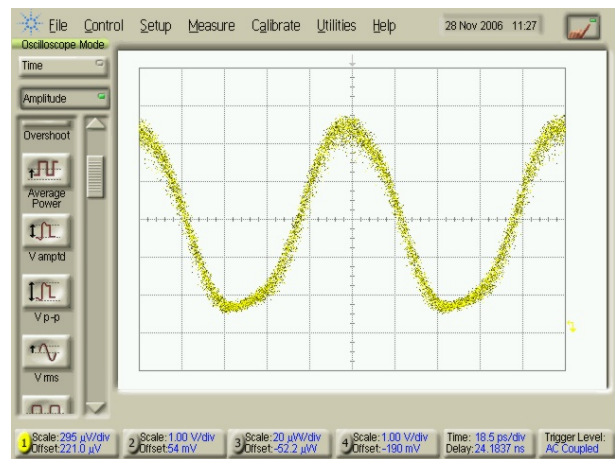 File Control Setup Measure Calibrate Utilities Help 28 Nov 2006 11:27
Oscilloscope Mode
Time
Amplitude
Overshoot
Average
Power
V amptd
V p-p
V rms
1 Scale:295 µV/div
Offset:221.0 µV
2 Scale:1.00 V/div
Offset:54 mV
3 Scale:20 µW/div
Offset:-52.2 µW
4 Scale:1.00 V/div
Offset:-190 mV
Time: 18.5 ps/div
Delay:24.1837 ns
Trigger Level:
AC Coupled